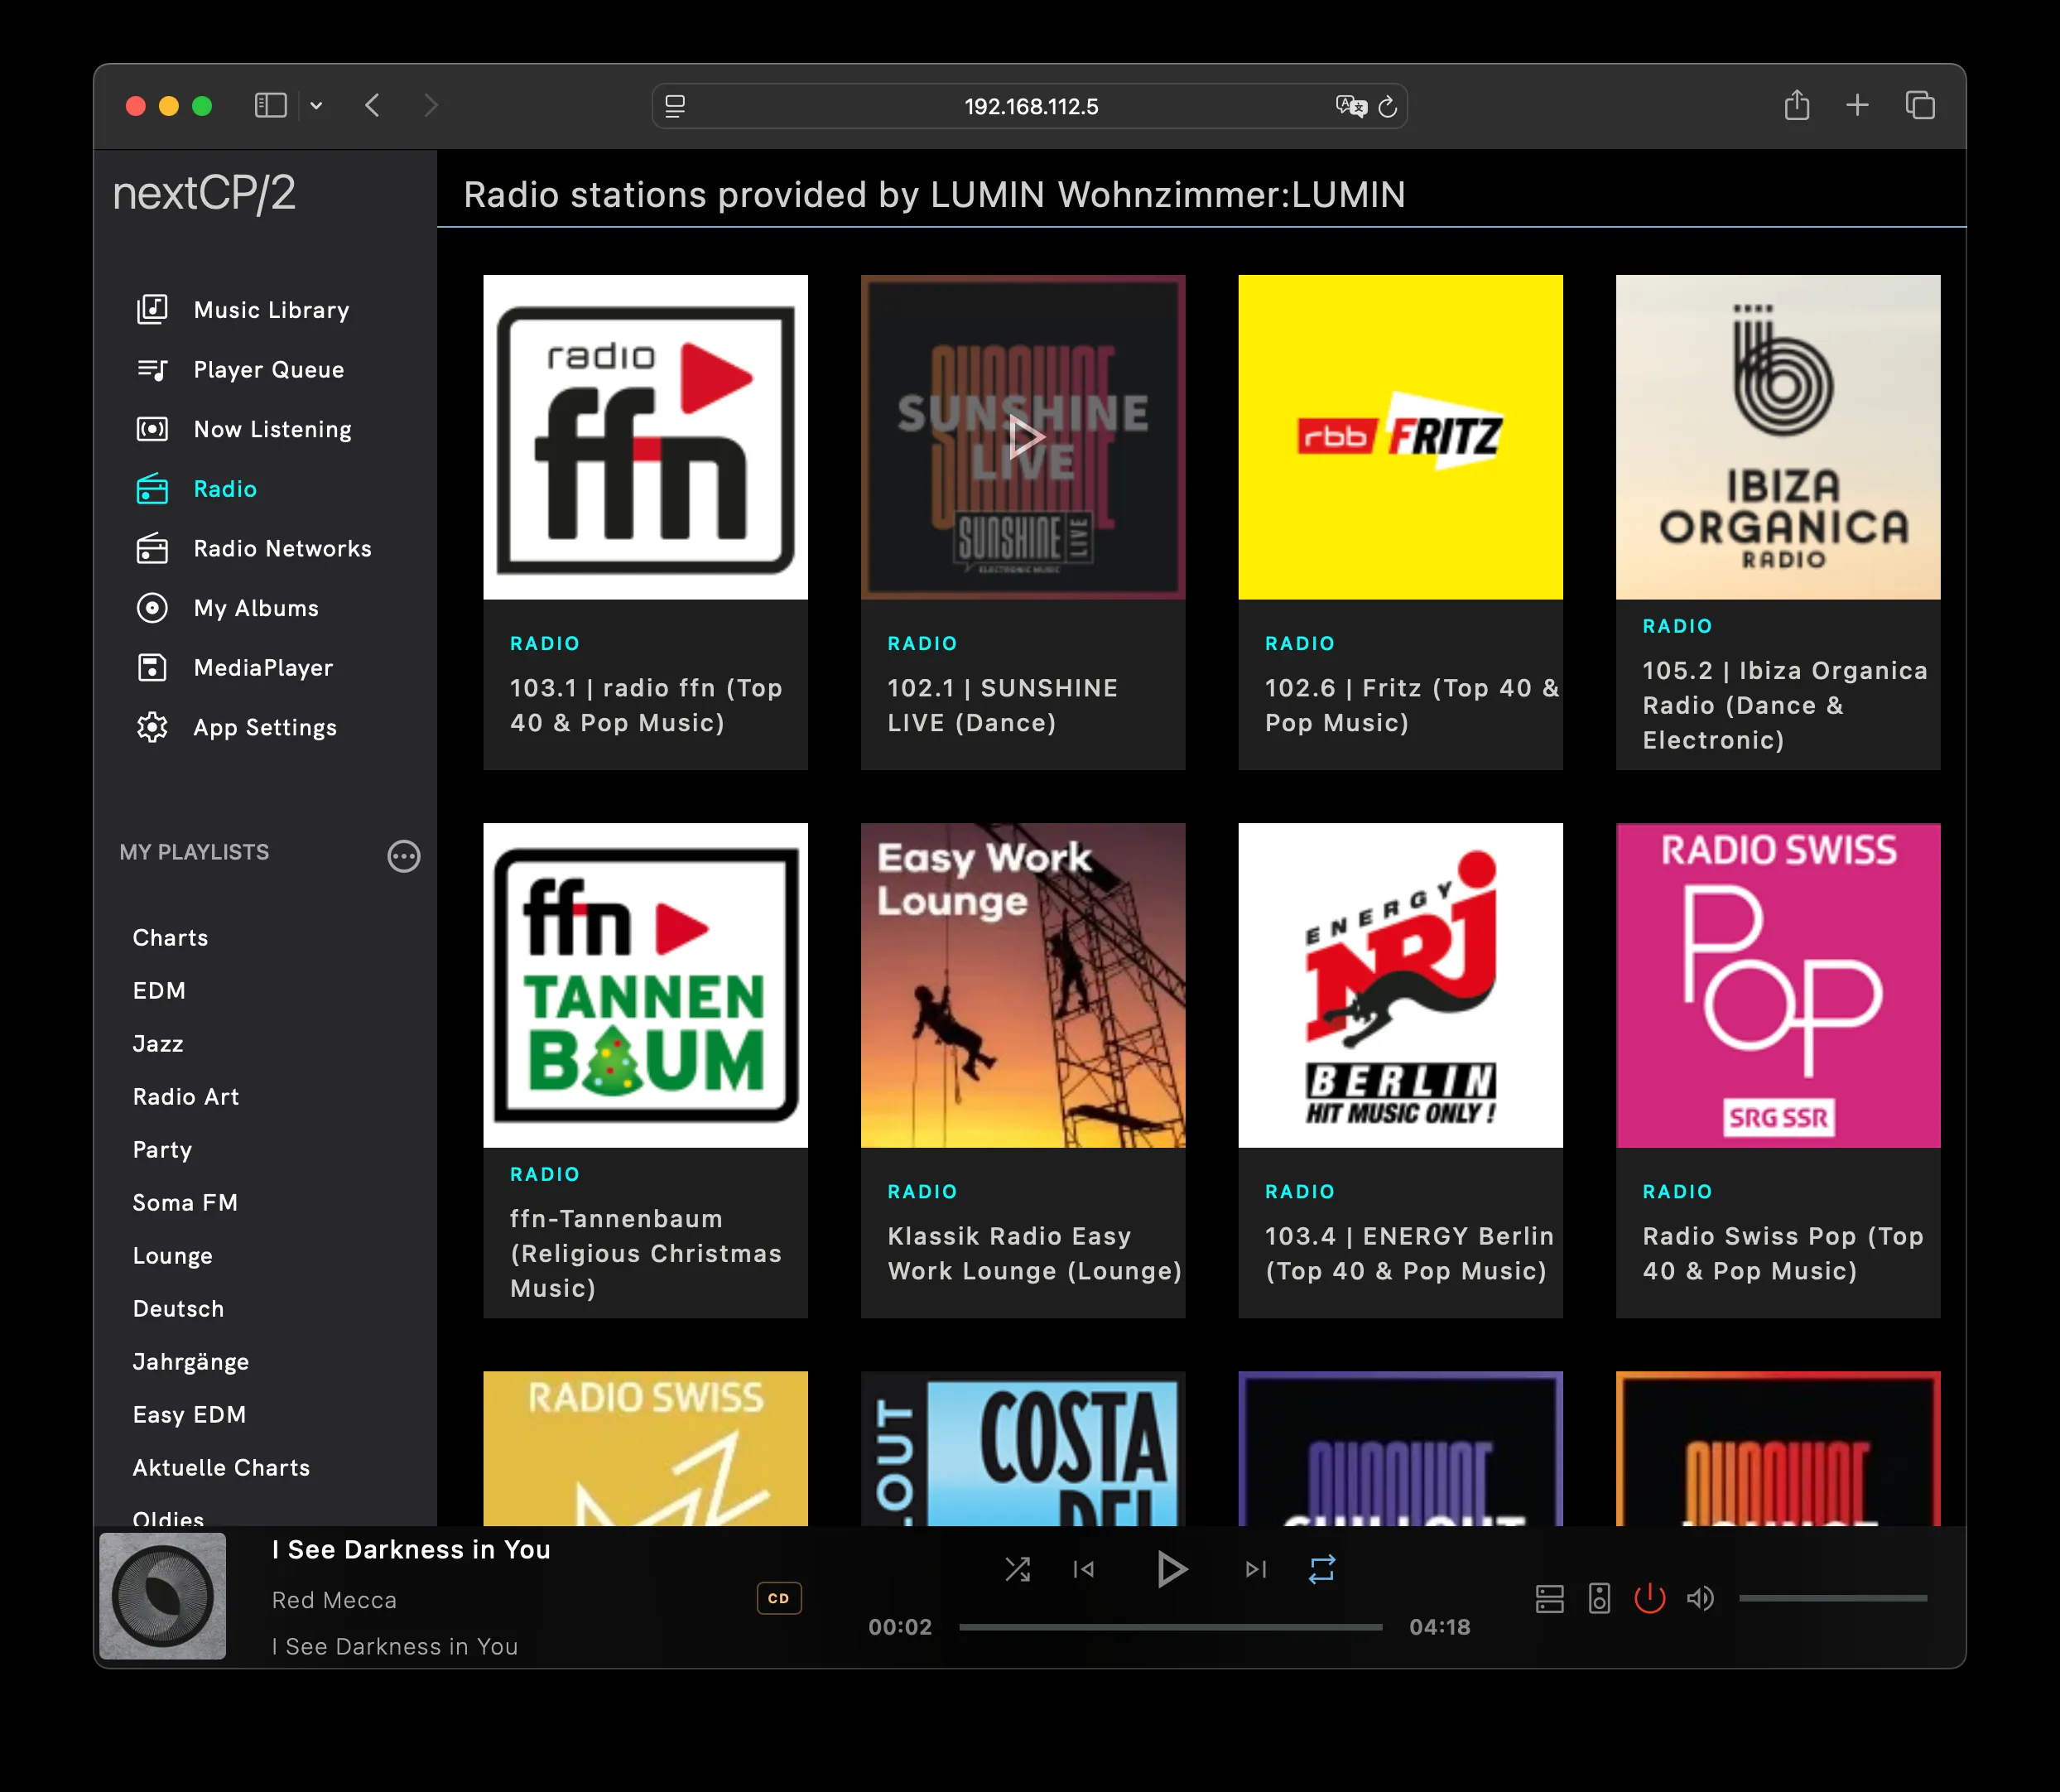 192.168.112.5
nextCP/2
Music Library
Player Queue
Now Listening
Radio
Radio Networks
My Albums
MediaPlayer
App Settings
MY PLAYLISTS
Charts
EDM
Jazz
Radio Art
Party
Soma FM
Lounge
Deutsch
Jahrgänge
Easy EDM
Aktuelle Charts
Oldies
Radio stations provided by LUMIN Wohnzimmer:LUMIN
radio
ffn
RADIO
103.1 | radio ffn (Top
40 & Pop Music)
SUNSHINE
LIVE
SUNSHINE
LIVE
ELECTRONIC MUSIC
RADIO
102.1 | SUNSHINE
LIVE (Dance)
rbb FRITZ
RADIO
102.6 | Fritz (Top 40 &
Pop Music)
IBIZA
ORGANICA
RADIO
RADIO
105.2 | Ibiza Organica
Radio (Dance &
Electronic)
ffn
TANNEN
BAUM
RADIO
ffn-Tannenbaum
(Religious Christmas
Music)
Easy Work
Lounge
RADIO
Klassik Radio Easy
Work Lounge (Lounge)
ENERGY
NRJ
BERLIN
HIT MUSIC ONLY !
RADIO
103.4 | ENERGY Berlin
(Top 40 & Pop Music)
RADIO SWISS
POP
SRG SSR
RADIO
Radio Swiss Pop (Top
40 & Pop Music)
RADIO SWISS
COSTA
DEL
CHILLOUT
LOUNGE
I See Darkness in You
Red Mecca
I See Darkness in You
CD
00:02
04:18